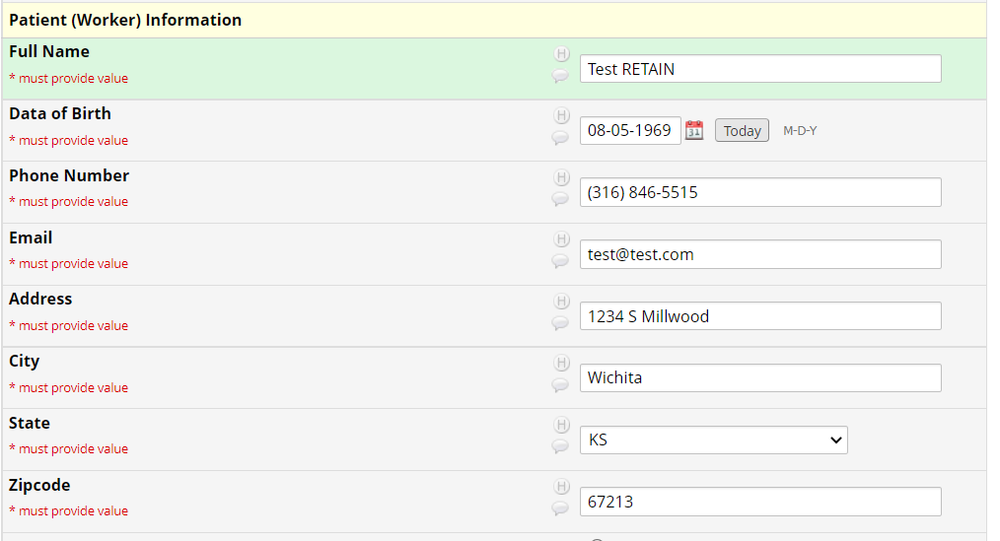 Patient (Worker) Information
Full Name
* must provide value
H
Test RETAIN
Data of Birth
* must provide value
H
08-05-1969
31
Today
M-D-Y
Phone Number
* must provide value
H
(316) 846-5515
Email
* must provide value
H
test@test.com
Address
* must provide value
H
1234 S Millwood
City
* must provide value
H
Wichita
State
* must provide value
H
KS
Zipcode
* must provide value
H
67213